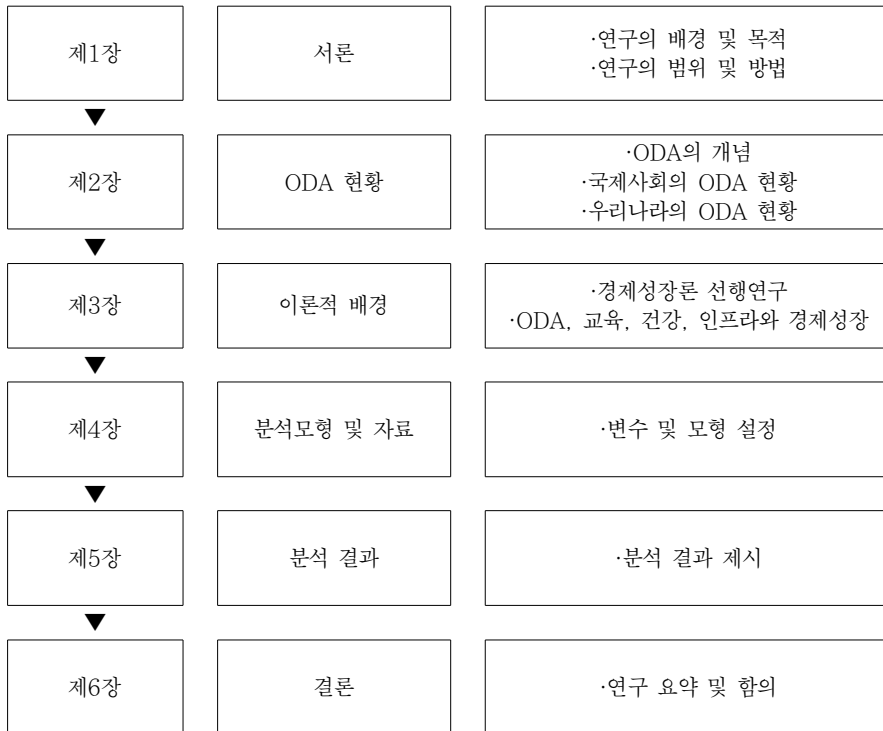 제1장
서론
·연구의 배경 및 목적
·연구의 범위 및 방법
▼
제2장
ODA 현황
·ODA의 개념
·국제사회의 ODA 현황
·우리나라의 ODA 현황
▼
제3장
이론적 배경
·경제성장론 선행연구
·ODA, 교육, 건강, 인프라와 경제성장
▼
제4장
분석모형 및 자료
·변수 및 모형 설정
▼
제5장
분석 결과
·분석 결과 제시
▼
제6장
결론
·연구 요약 및 함의